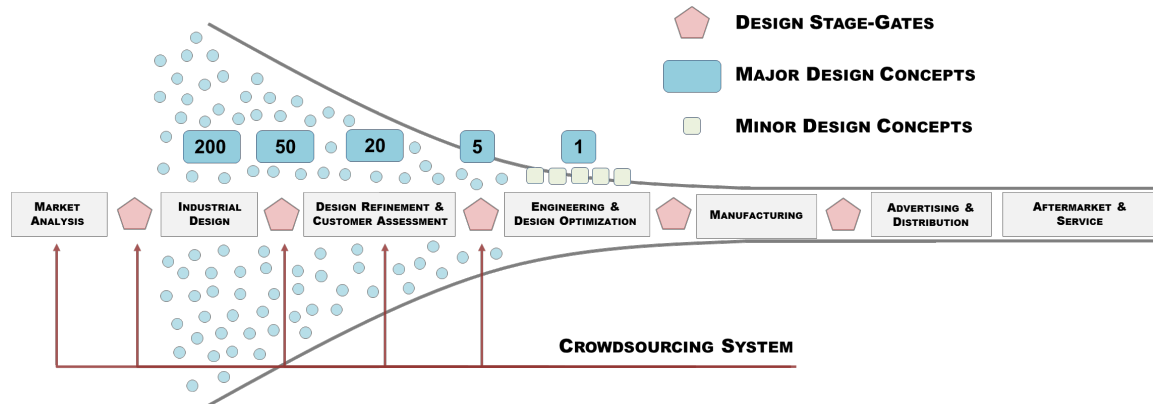 DESIGN STAGE-GATES
MAJOR DESIGN CONCEPTS
MINOR DESIGN CONCEPTS
200
50
20
5
1
MARKET
ANALYSIS
INDUSTRIAL
DESIGN
DESIGN REFINEMENT &
CUSTOMER ASSESSMENT
ENGINEERING &
DESIGN OPTIMIZATION
MANUFACTURING
ADVERTISING &
DISTRIBUTION
AFTERMARKET &
SERVICE
CROWDSOURCING SYSTEM